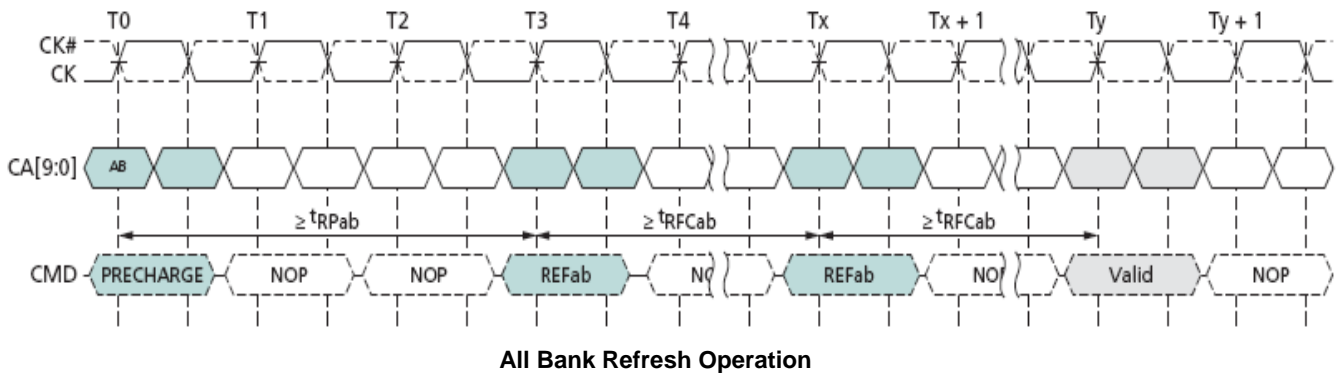 T0 T1 T2 T3 T4 Tx Tx + 1 Ty Ty + 1
CK#
CK
CA[9:0] AB
≥ tRPab ≥ tRFCab ≥ tRFCab
CMD PRECHARGE NOP NOP REFab NO REFab NO Valid NOP
All Bank Refresh Operation